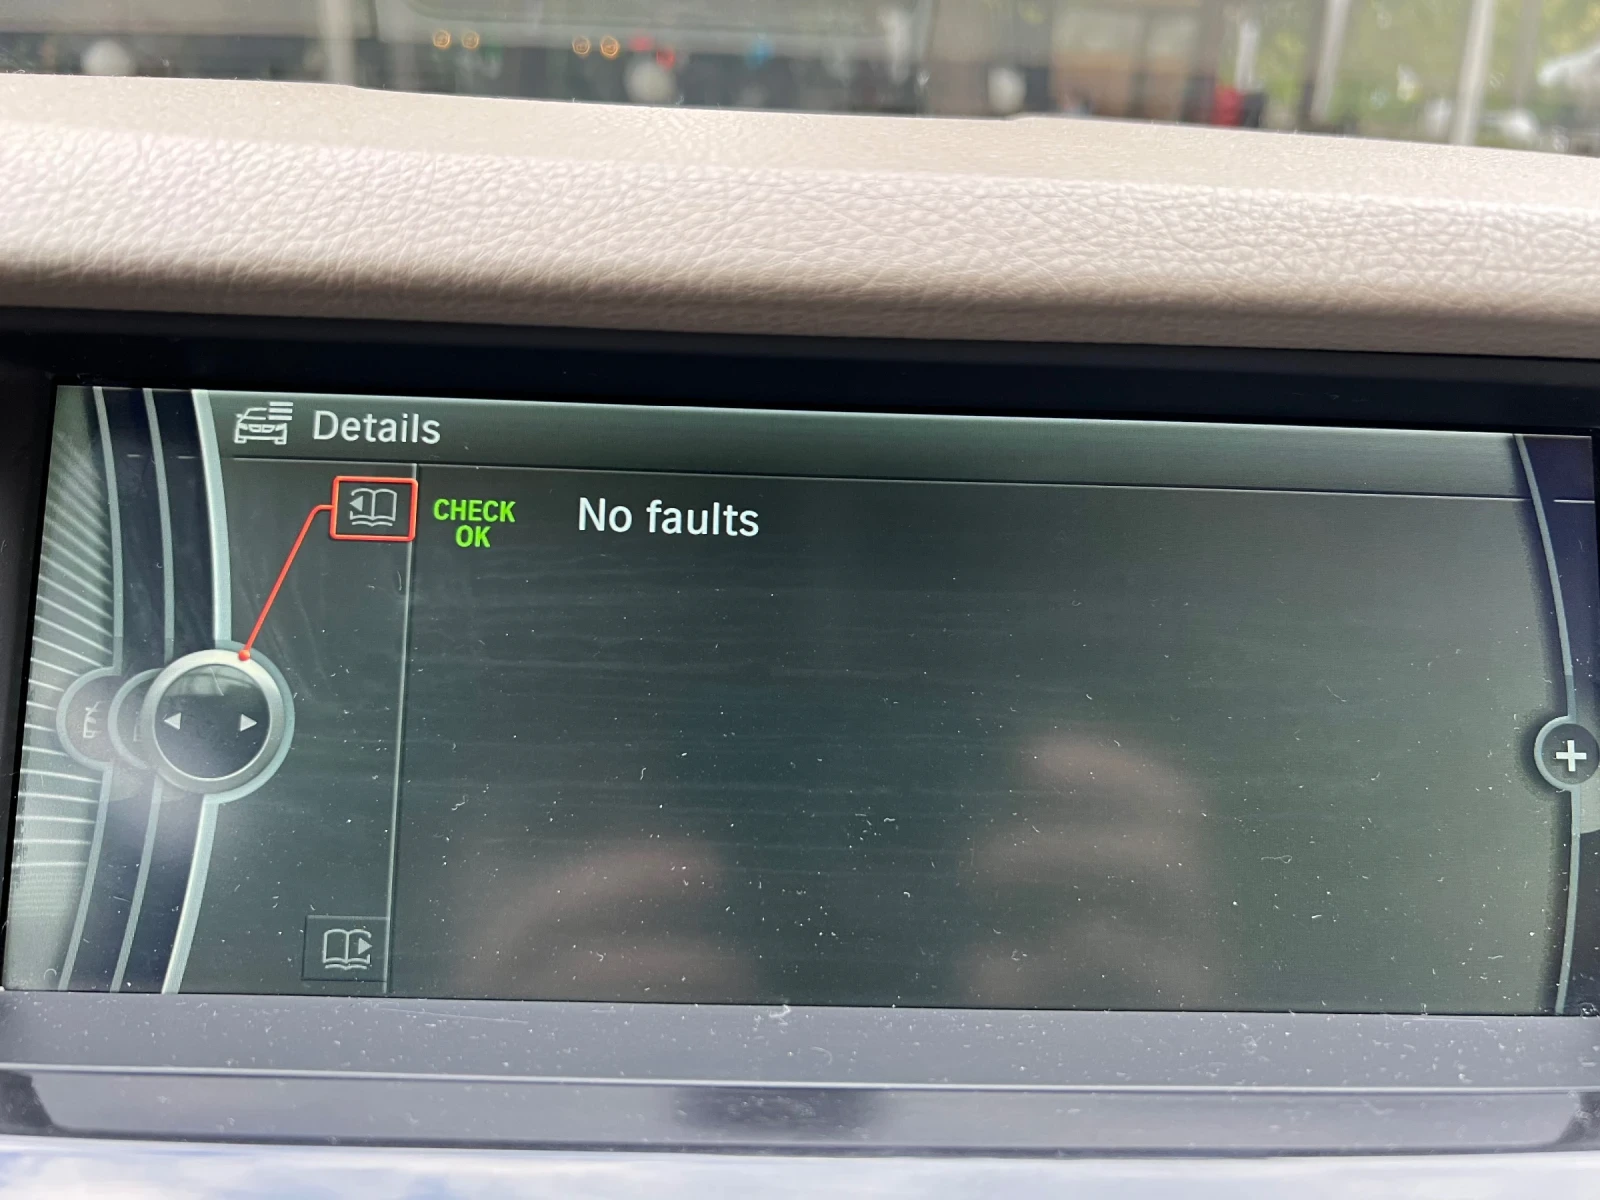 Details
CHECK
OK
No faults